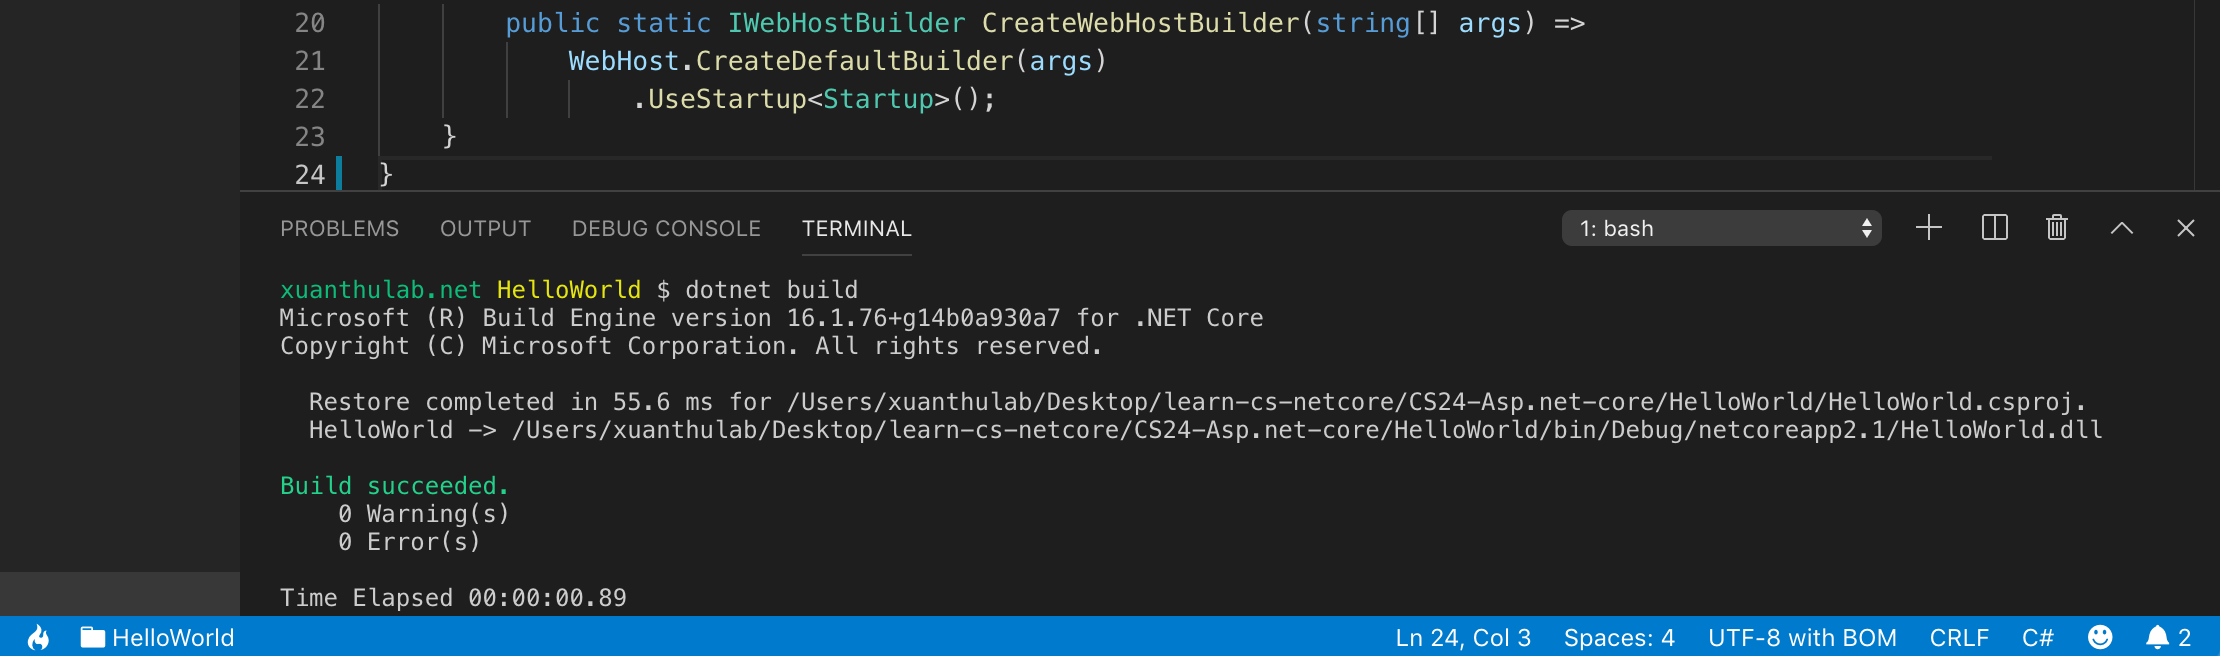 20 public static IWebHostBuilder CreateWebHostBuilder(string[] args) =>
21 WebHost.CreateDefaultBuilder(args)
22 .UseStartup<Startup>();
23 }
24 }
PROBLEMS OUTPUT DEBUG CONSOLE TERMINAL 1: bash
xuanthulab.net HelloWorld $ dotnet build
Microsoft (R) Build Engine version 16.1.76+g14b0a930a7 for .NET Core
Copyright (C) Microsoft Corporation. All rights reserved.
Restore completed in 55.6 ms for /Users/xuanthulab/Desktop/learn-cs-netcore/CS24-Asp.net-core/HelloWorld/HelloWorld.csproj.
HelloWorld -> /Users/xuanthulab/Desktop/learn-cs-netcore/CS24-Asp.net-core/HelloWorld/bin/Debug/netcoreapp2.1/HelloWorld.dll
Build succeeded.
0 Warning(s)
0 Error(s)
Time Elapsed 00:00:00.89
HelloWorld Ln 24, Col 3 Spaces: 4 UTF-8 with BOM CRLF C# 2